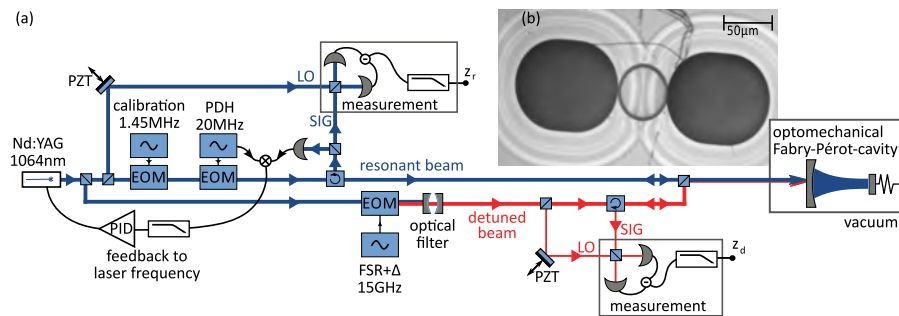 (a)
(b)
50μm
PZT
LO
z_r
measurement
calibration
1.45MHz
PDH
20MHz
SIG
Nd:YAG
1064nm
EOM
EOM
resonant beam
optomechanical
Fabry-Pérot-cavity
vacuum
PID
feedback to
laser frequency
EOM
optical
filter
detuned
beam
FSR+Δ
15GHz
SIG
LO
PZT
z_d
measurement